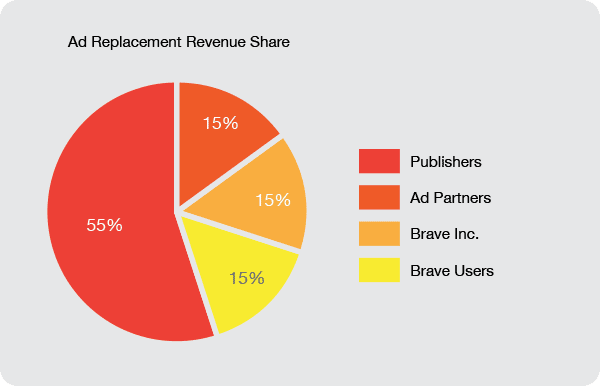 Ad Replacement Revenue Share
15%
15%
55%
15%
Publishers
Ad Partners
Brave Inc.
Brave Users